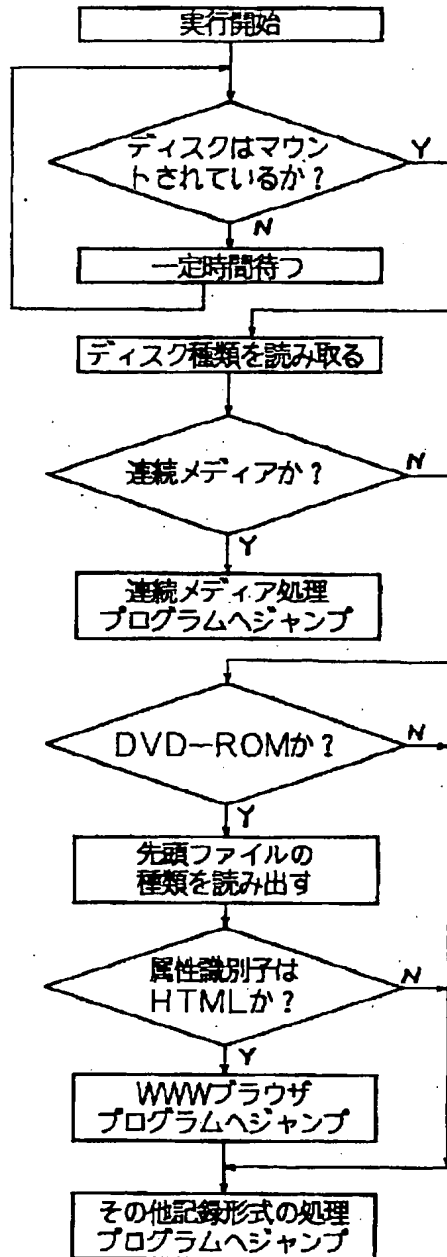 実行開始
ディスクはマウン
トされているか？
Y
N
一定時間待つ
ディスク種類を読み取る
連続メディアか？
N
Y
連続メディア処理
プログラムへジャンプ
DVD－ROMか？
N
Y
先頭ファイルの
種類を読み出す
属性識別子は
HTMLか？
N
Y
WWWブラウザ
プログラムへジャンプ
その他記録形式の処理
プログラムへジャンプ